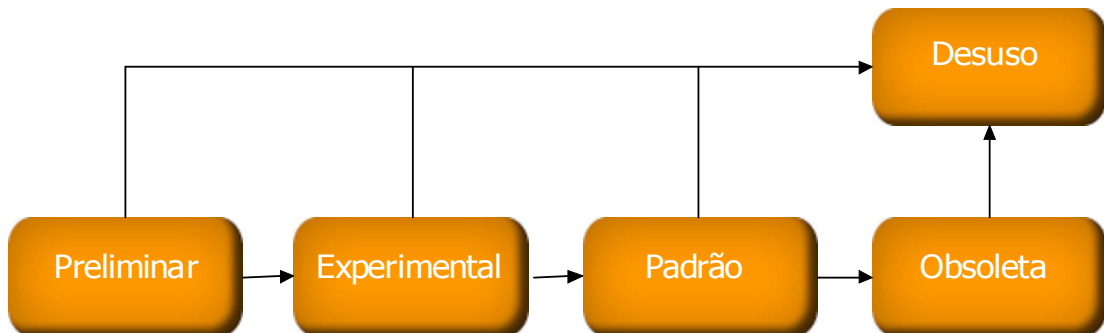 Desuso
Preliminar
Experimental
Padrão
Obsoleta